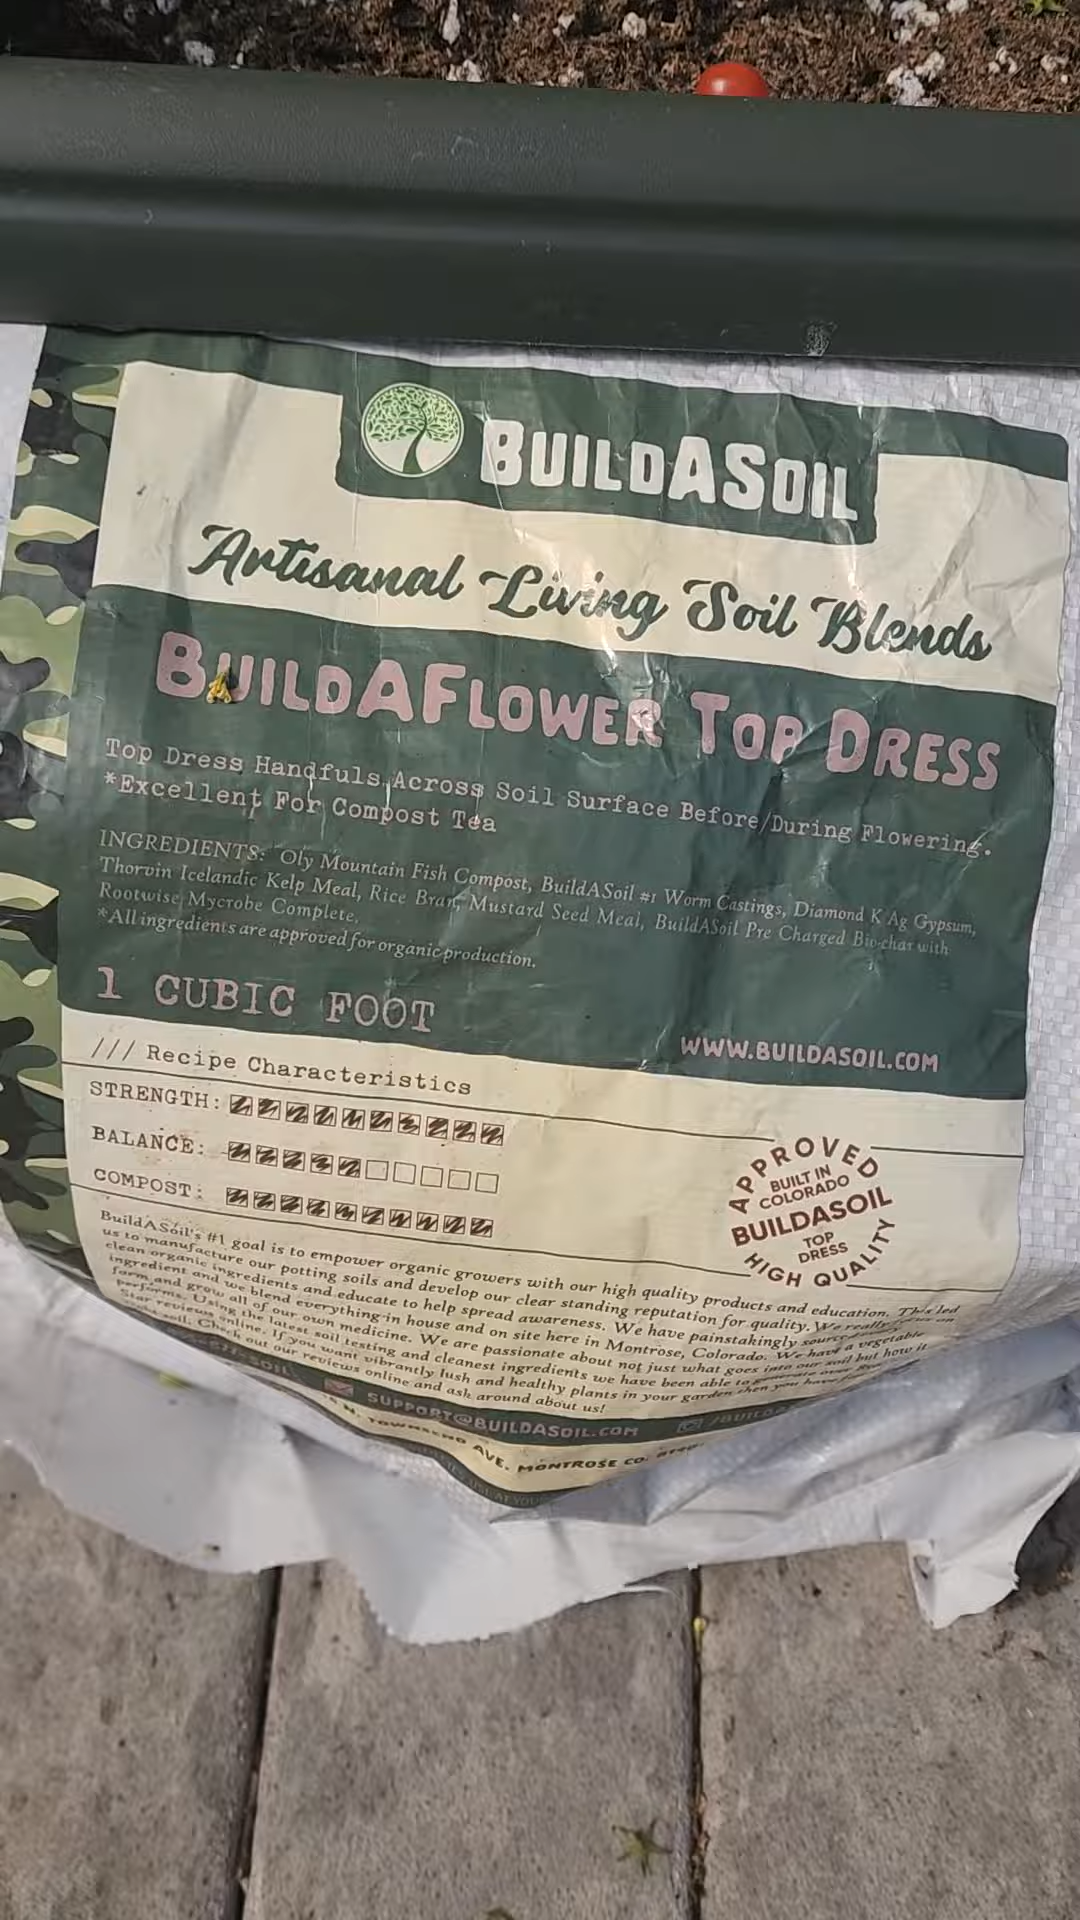 BUILDASOIL
Artisanal Living Soil Blends
BUILDAFLOWER TOP DRESS
Top Dress Handfuls Across Soil Surface Before/During Flowering.
*Excellent For Compost Tea
INGREDIENTS: Oly Mountain Fish Compost, BuildASoil #1 Worm Castings, Diamond K Ag Gypsum,
Thorvin Icelandic Kelp Meal, Rice Bran, Mustard Seed Meal, BuildASoil Pre Charged Bio-char with
Rootwise Mycrobe Complete.
*All ingredients are approved for organic production.
1 CUBIC FOOT
WWW.BUILDASOIL.COM
/// Recipe Characteristics
STRENGTH:
BALANCE:
COMPOST:
APPROVED
BUILT IN
COLORADO
BUILDASOIL
TOP
DRESS
HIGH QUALITY
BuildASoil's #1 goal is to empower organic growers with our high quality products and education. This led
us to manufacture our potting soils and develop our clear standing reputation for quality. We really focus on
clean organic ingredients and educate to help spread awareness. We have painstakingly sourced every
ingredient and we blend everything in house and on site here in Montrose, Colorado. We have a vegetable
farm and grow all of our own medicine. We are passionate about not just what goes into our soil but how it
performs. Using the latest soil testing and cleanest ingredients we have been able to generate over
Star reviews online. If you want vibrantly lush and healthy plants in your garden then you have
soil. Check out our reviews online and ask around about us!
SUPPORT@BUILDASOIL.COM
N. TOWNSEND AVE. MONTROSE CO.